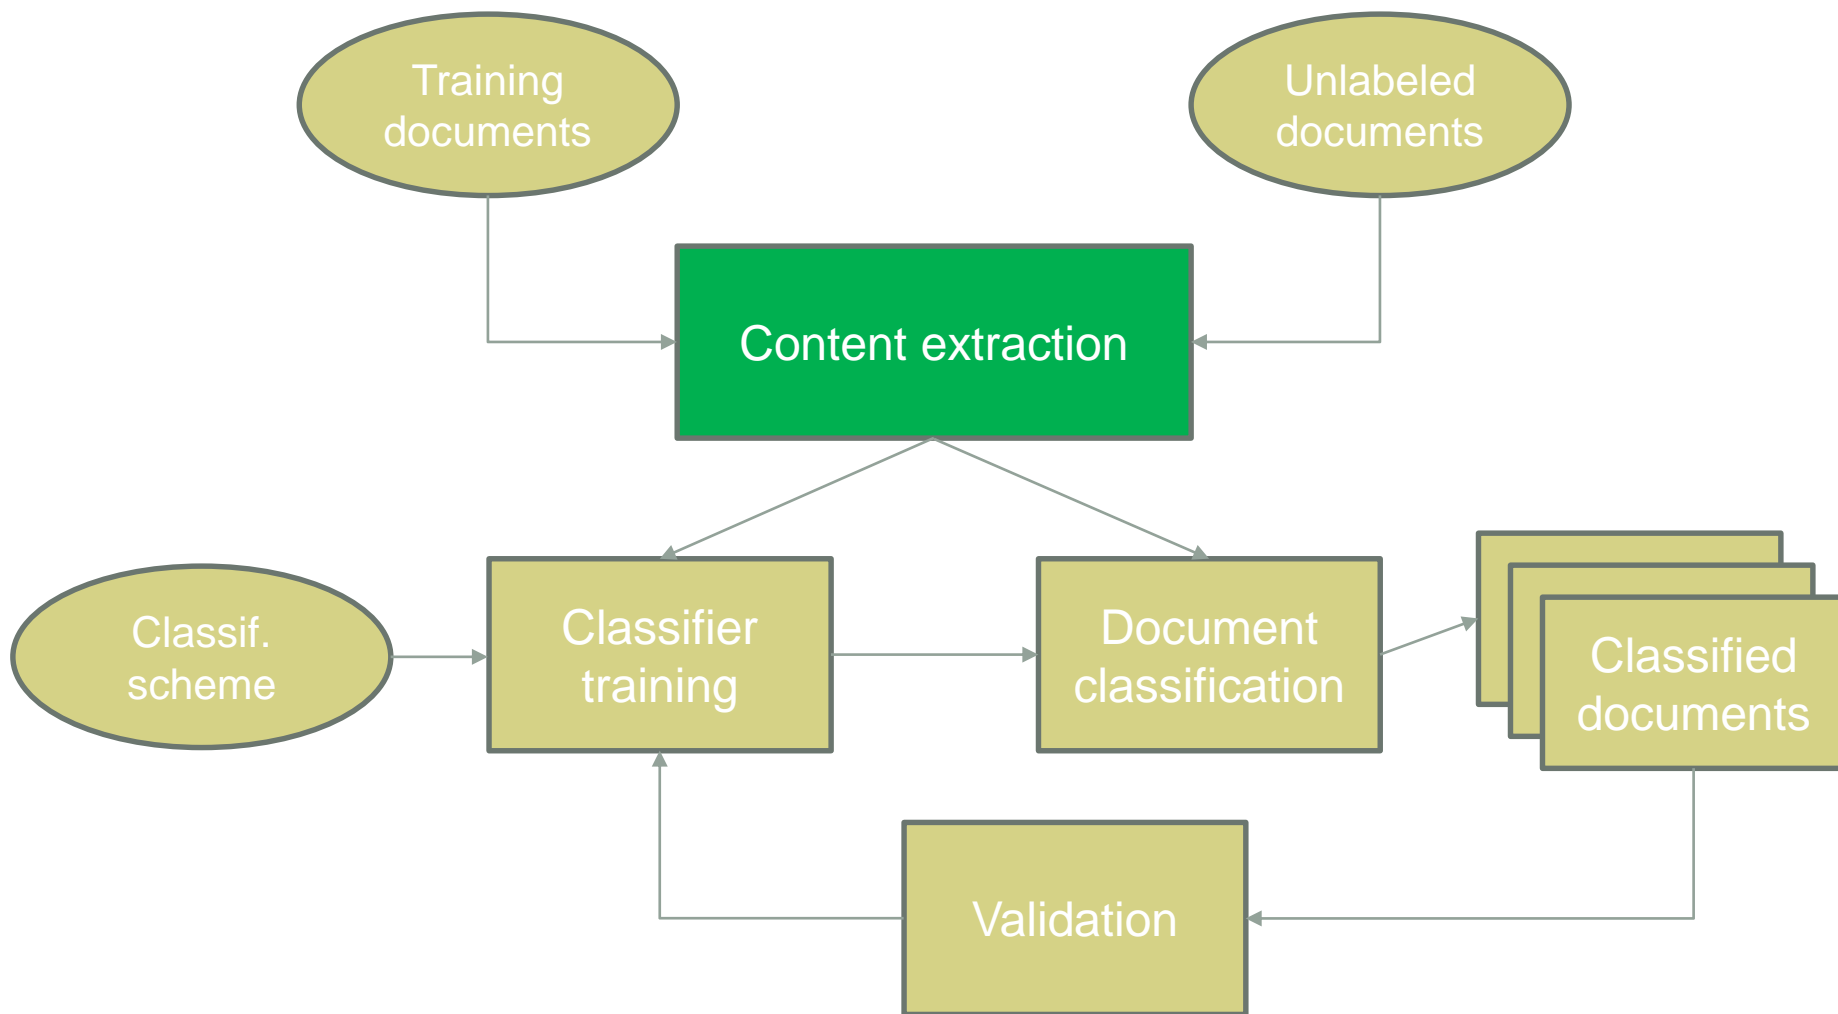 Training
documents
Unlabeled
documents
Content extraction
Classif.
scheme
Classifier
training
Document
classification
Classified
documents
Validation